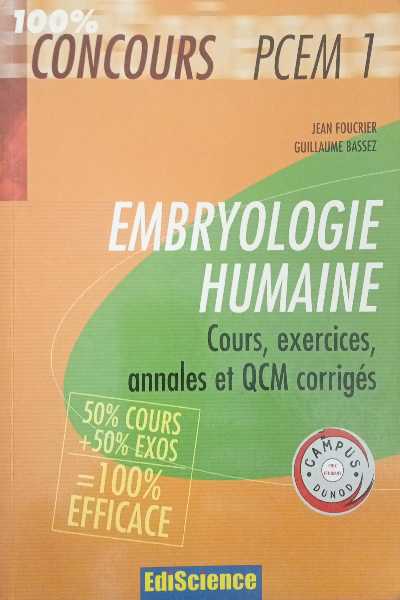 100%
CONCOURS PCEM 1
JEAN FOUCRIER
GUILLAUME BASSEZ
EMBRYOLOGIE
HUMAINE
Cours, exercices,
annales et QCM corrigés
50% COURS
+50% EXOS
=100%
EFFICACE
CAMPUS
DUNOD
EdiScience